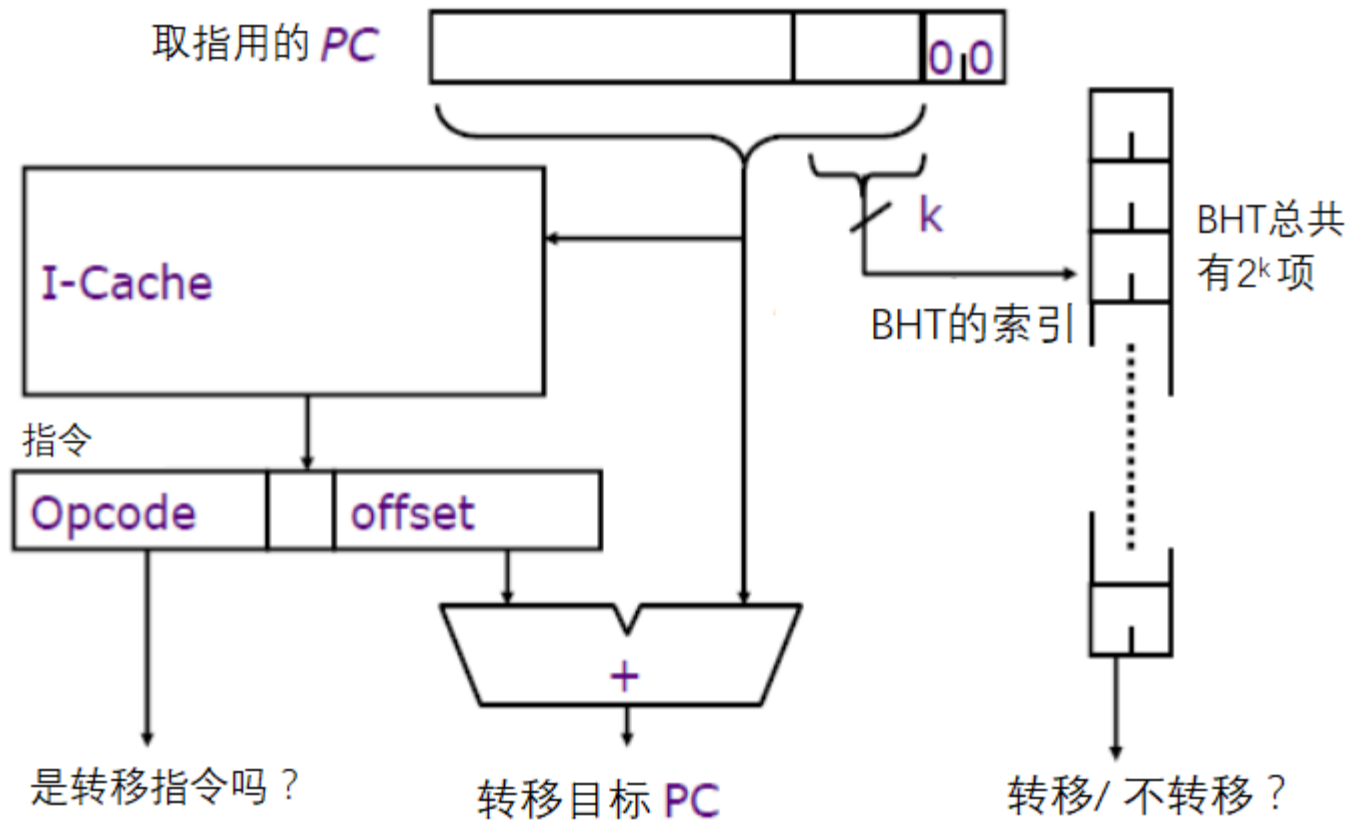 取指用的 PC
0 0
k
BHT总共
有2ᵏ项
I-Cache
BHT的索引
指令
Opcode
offset
+
是转移指令吗？
转移目标 PC
转移/ 不转移？